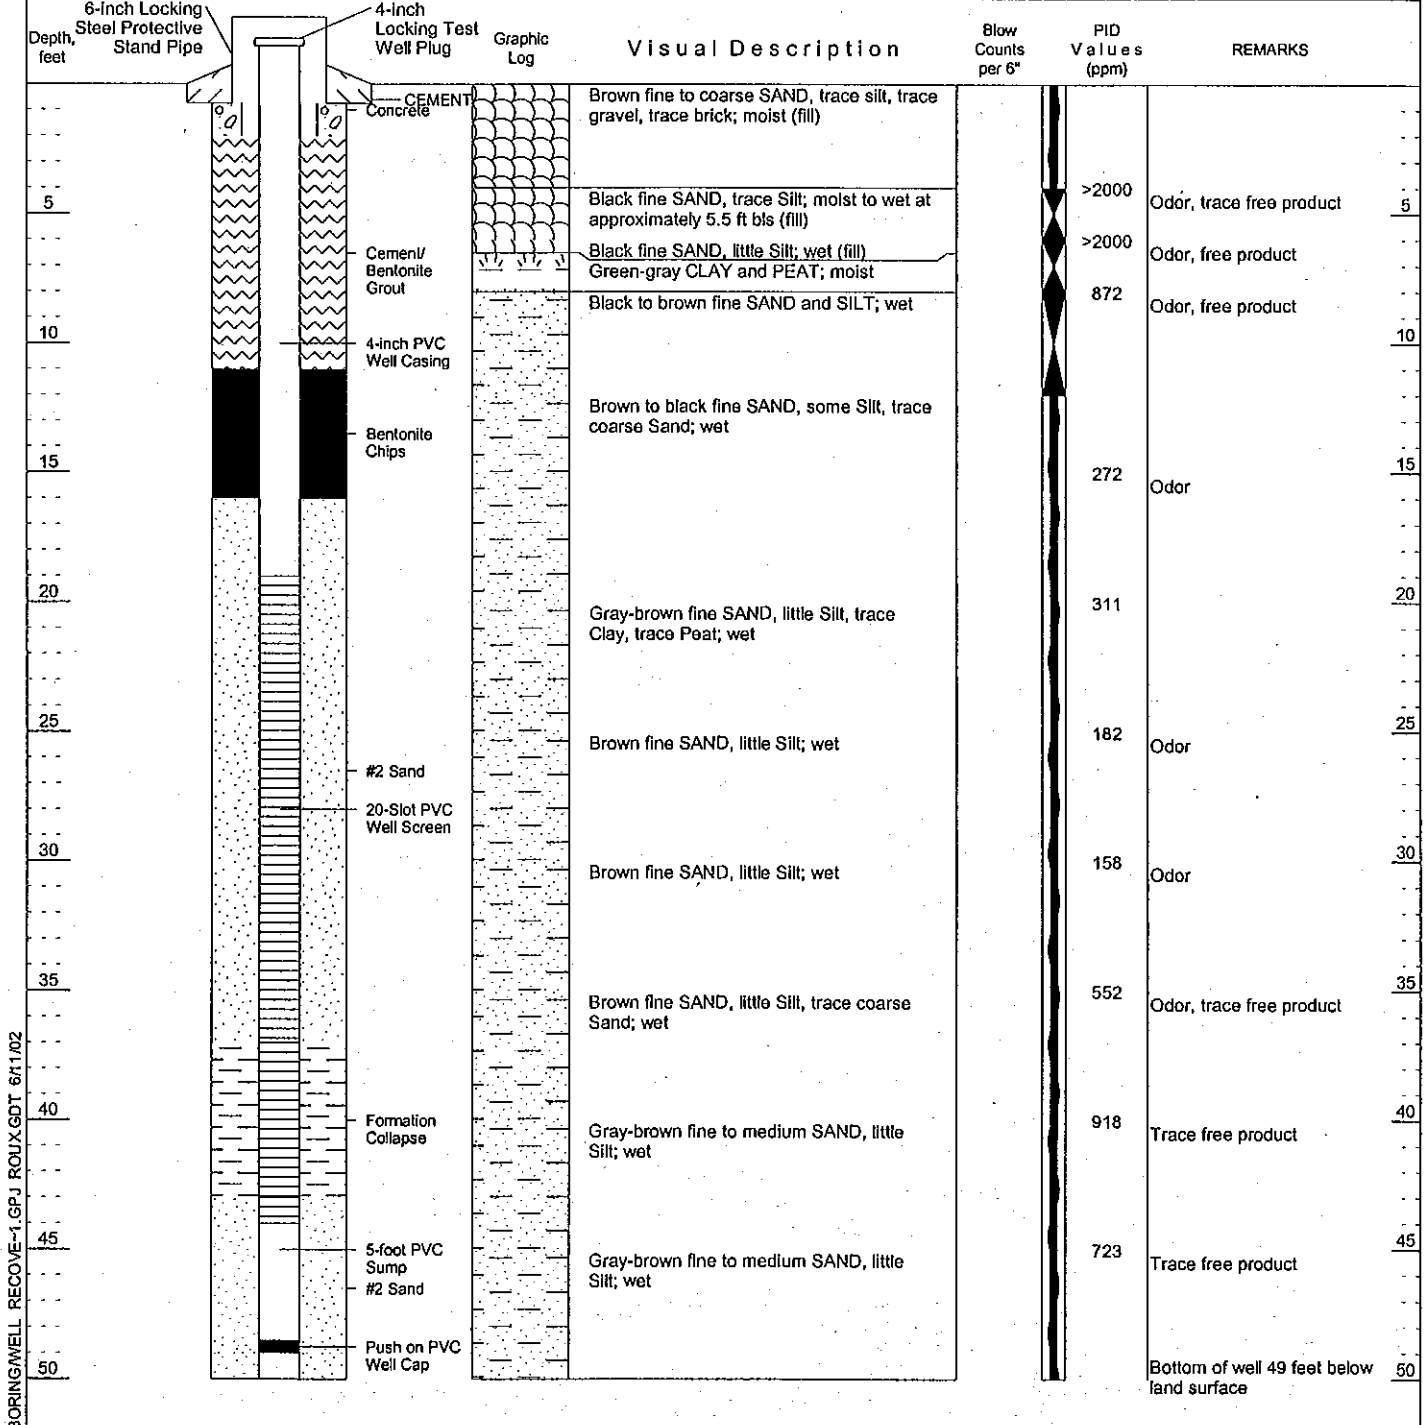 6-Inch Locking
Steel Protective
Stand Pipe
4-Inch
Locking Test
Well Plug
Depth,
feet
Graphic
Log
Visual Description
Blow
Counts
per 6"
PID
Values
(ppm)
REMARKS
CEMENT
Concrete
Brown fine to coarse SAND, trace silt, trace
gravel, trace brick; moist (fill)
5
Black fine SAND, trace Silt; moist to wet at
approximately 5.5 ft bls (fill)
>2000
Odor, trace free product
5
Cement/
Bentonite
Grout
Black fine SAND, little Silt; wet (fill)
>2000
Odor, free product
Green-gray CLAY and PEAT; moist
Black to brown fine SAND and SILT; wet
872
Odor, free product
10
4-inch PVC
Well Casing
10
Brown to black fine SAND, some Silt, trace
coarse Sand; wet
Bentonite
Chips
15
272
Odor
15
20
Gray-brown fine SAND, little Silt, trace
Clay, trace Peat; wet
311
20
25
Brown fine SAND, little Silt; wet
182
Odor
25
#2 Sand
20-Slot PVC
Well Screen
30
Brown fine SAND, little Silt; wet
158
Odor
30
35
Brown fine SAND, little Silt, trace coarse
Sand; wet
552
Odor, trace free product
35
40
Formation
Collapse
Gray-brown fine to medium SAND, little
Silt; wet
918
Trace free product
40
45
5-foot PVC
Sump
#2 Sand
Gray-brown fine to medium SAND, little
Silt; wet
723
Trace free product
45
Push on PVC
Well Cap
50
Bottom of well 49 feet below
land surface
50
BORING/WELL RECOVE~1.GPJ ROUX.GDT 6/11/02